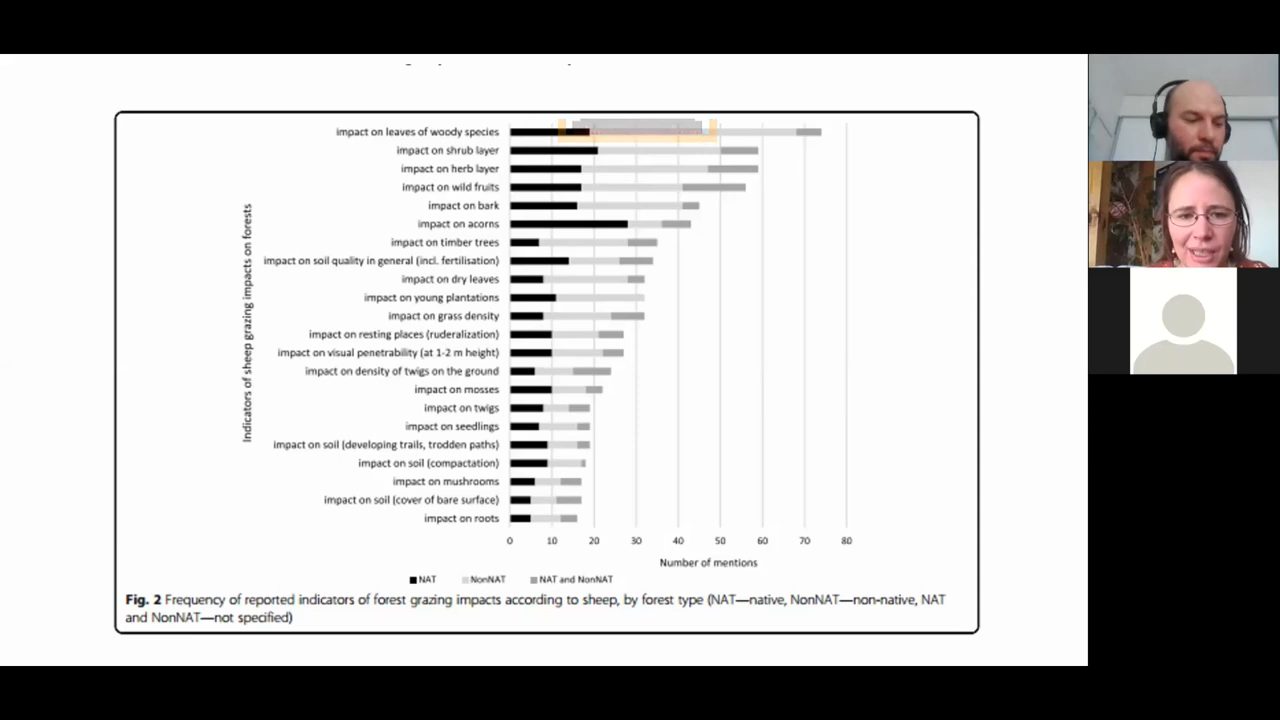 impact on leaves of woody species
impact on shrub layer
impact on herb layer
impact on wild fruits
impact on bark
impact on acorns
impact on timber trees
impact on soil quality in general (incl. fertilisation)
impact on dry leaves
impact on young plantations
impact on grass density
impact on resting places (ruderalization)
impact on visual penetrability (at 1-2 m height)
impact on density of twigs on the ground
impact on mosses
impact on twigs
impact on seedlings
impact on soil (developing trails, trodden paths)
impact on soil (compactation)
impact on mushrooms
impact on soil (cover of bare surface)
impact on roots
Indicators of sheep grazing impacts on forests
0 10 20 30 40 50 60 70 80
Number of mentions
NAT NonNAT NAT and NonNAT
Fig. 2 Frequency of reported indicators of forest grazing impacts according to sheep, by forest type (NAT—native, NonNAT—non-native, NAT
and NonNAT—not specified)